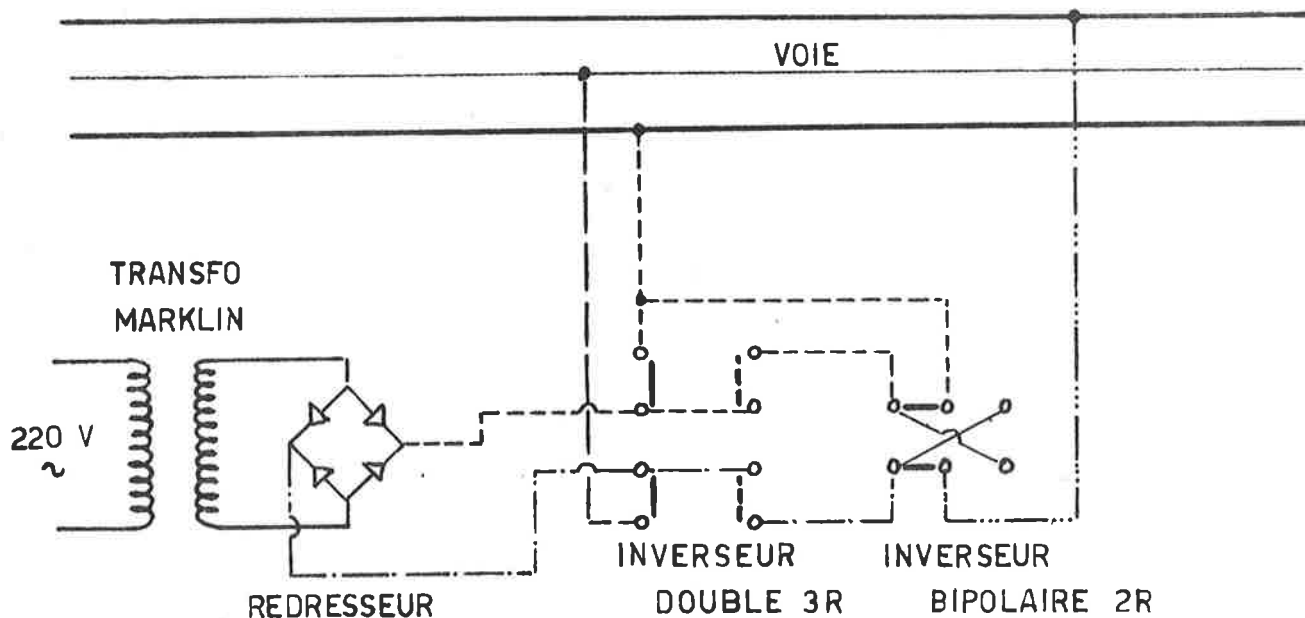 VOIE
TRANSFO
MARKLIN
220 V
~
REDRESSEUR
INVERSEUR
DOUBLE 3R
INVERSEUR
BIPOLAIRE 2R